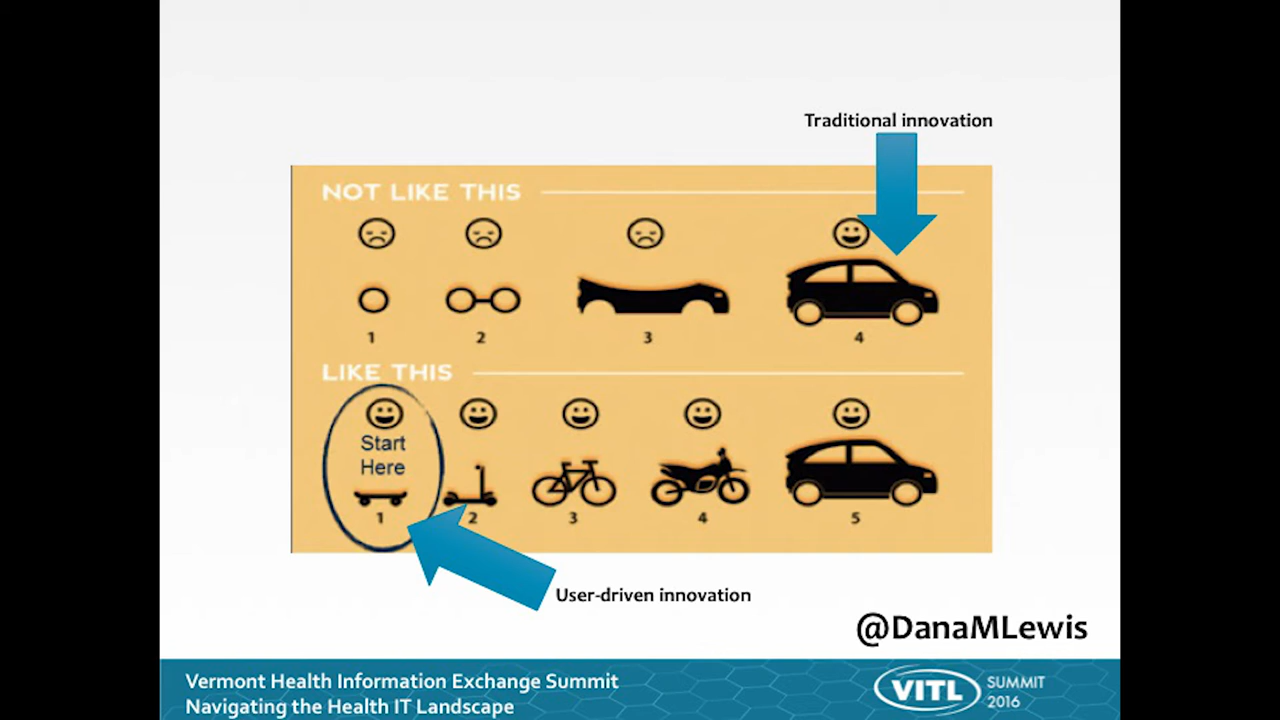 Traditional innovation
NOT LIKE THIS
1 2 3 4
LIKE THIS
Start
Here
1 2 3 4 5
User-driven innovation
@DanaMLewis
Vermont Health Information Exchange Summit
Navigating the Health IT Landscape
VITL
SUMMIT
2016